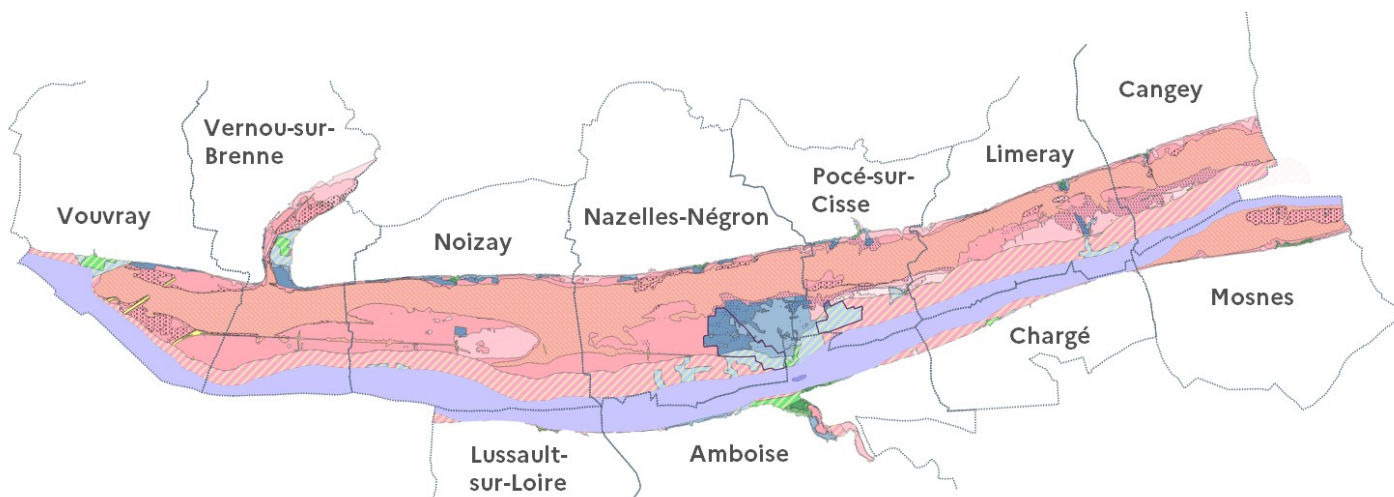 Cangey
Vernou-sur-
Brenne
Limeray
Pocé-sur-
Cisse
Vouvray
Noizay
Nazelles-Négron
Mosnes
Chargé
Lussault-
sur-Loire
Amboise